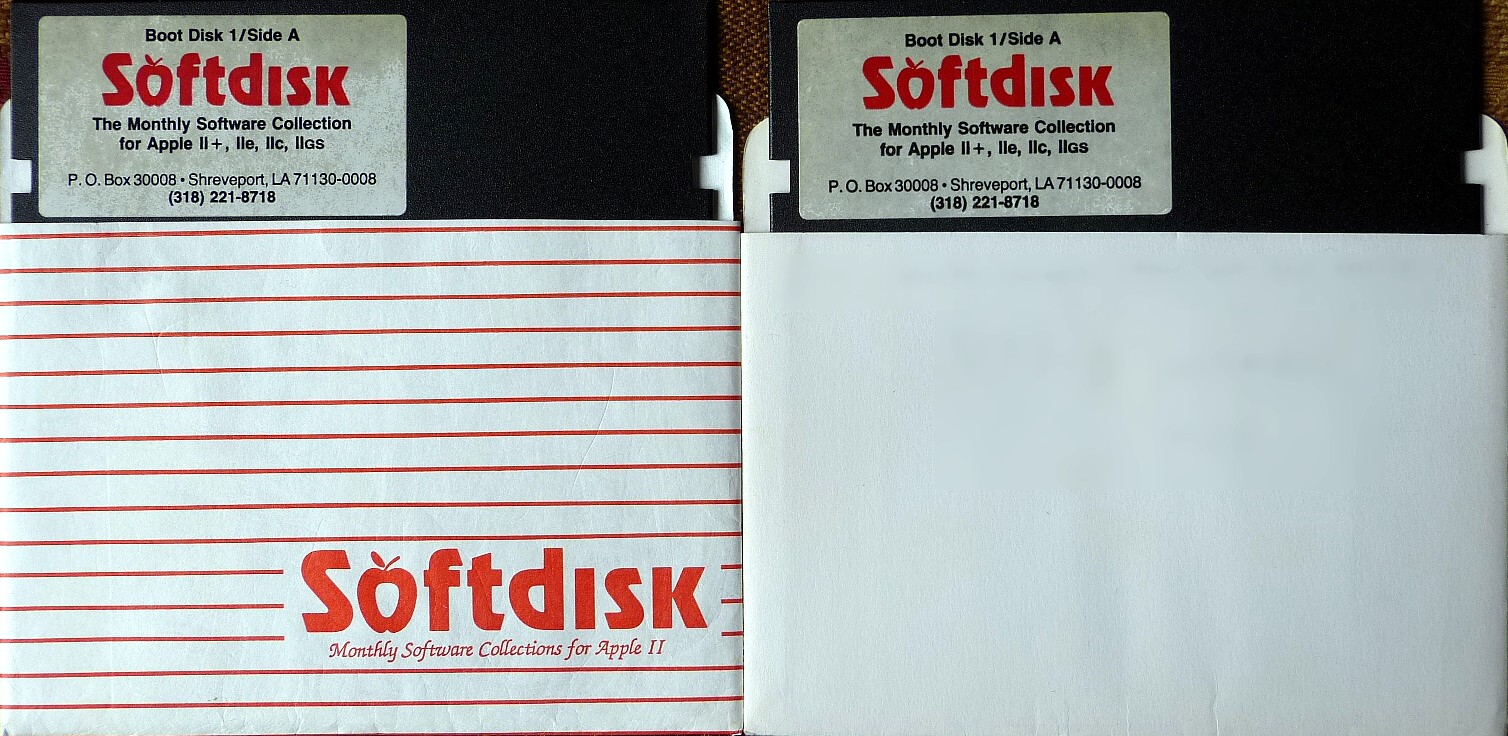 Boot Disk 1/Side A
Softdisk
The Monthly Software Collection
for Apple II+, IIe, IIc, IIGS
P. O. Box 30008 • Shreveport, LA 71130-0008
(318) 221-8718
Softdisk
Monthly Software Collections for Apple II
Boot Disk 1/Side A
Softdisk
The Monthly Software Collection
for Apple II+, IIe, IIc, IIGS
P. O. Box 30008 • Shreveport, LA 71130-0008
(318) 221-8718